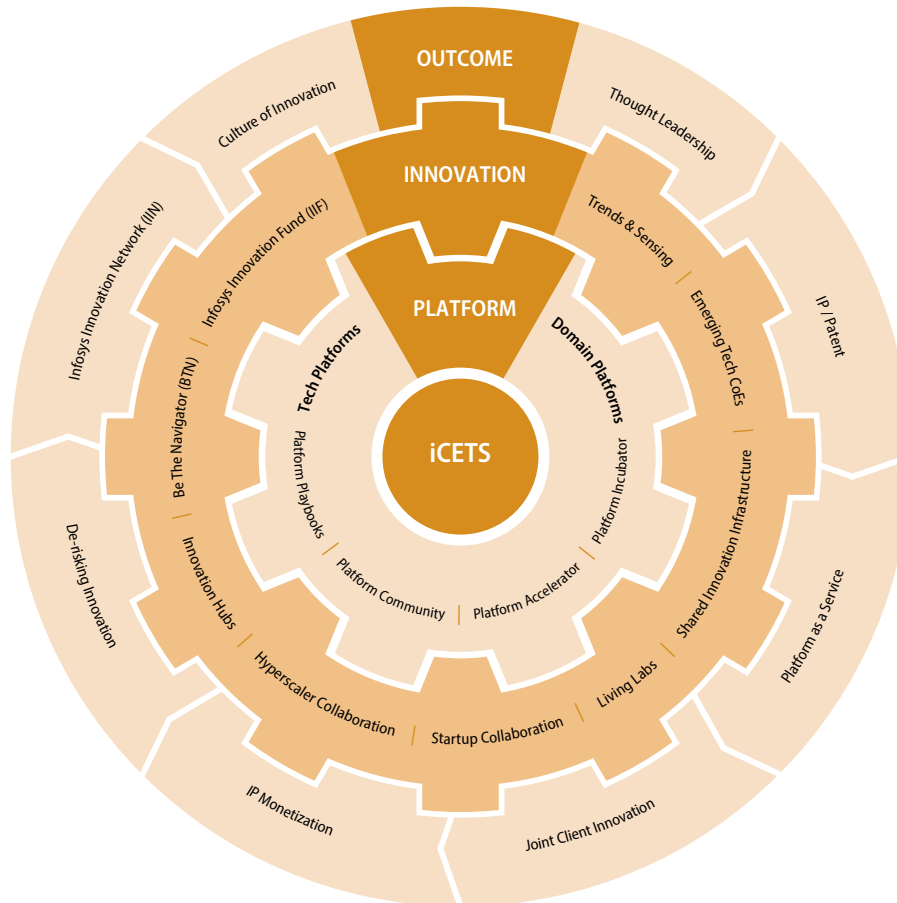 OUTCOME
Thought Leadership
IP / Patent
Platform as a Service
Joint Client Innovation
IP Monetization
De-risking Innovation
Infosys Innovation Network (IIN)
Culture of Innovation
INNOVATION
Trends & Sensing
Emerging Tech CoEs
Shared Innovation Infrastructure
Living Labs
Startup Collaboration
Hyperscaler Collaboration
Innovation Hubs
Be The Navigator (BTN)
Infosys Innovation Fund (IIF)
PLATFORM
Domain Platforms
Platform Incubator
Platform Accelerator
Platform Community
Platform Playbooks
Tech Platforms
iCETS